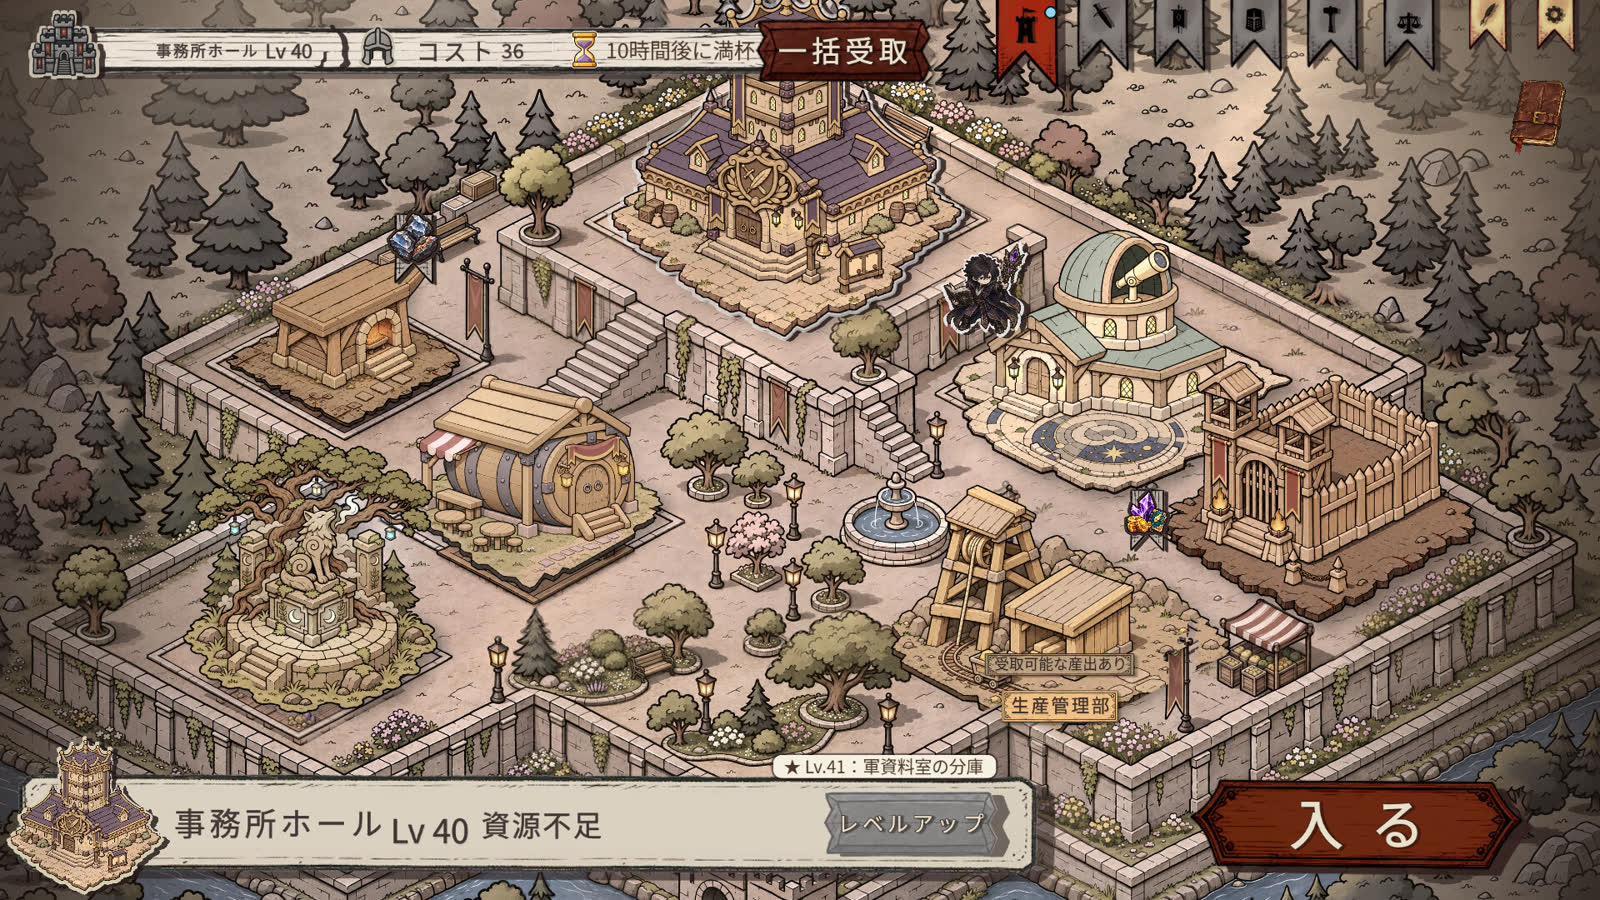 事務所ホール Lv 40
コスト 36
10時間後に満杯
一括受取
受取可能な産出あり
生産管理部
★ Lv.41：軍資料室の分庫
事務所ホール Lv 40 資源不足
レベルアップ
入る